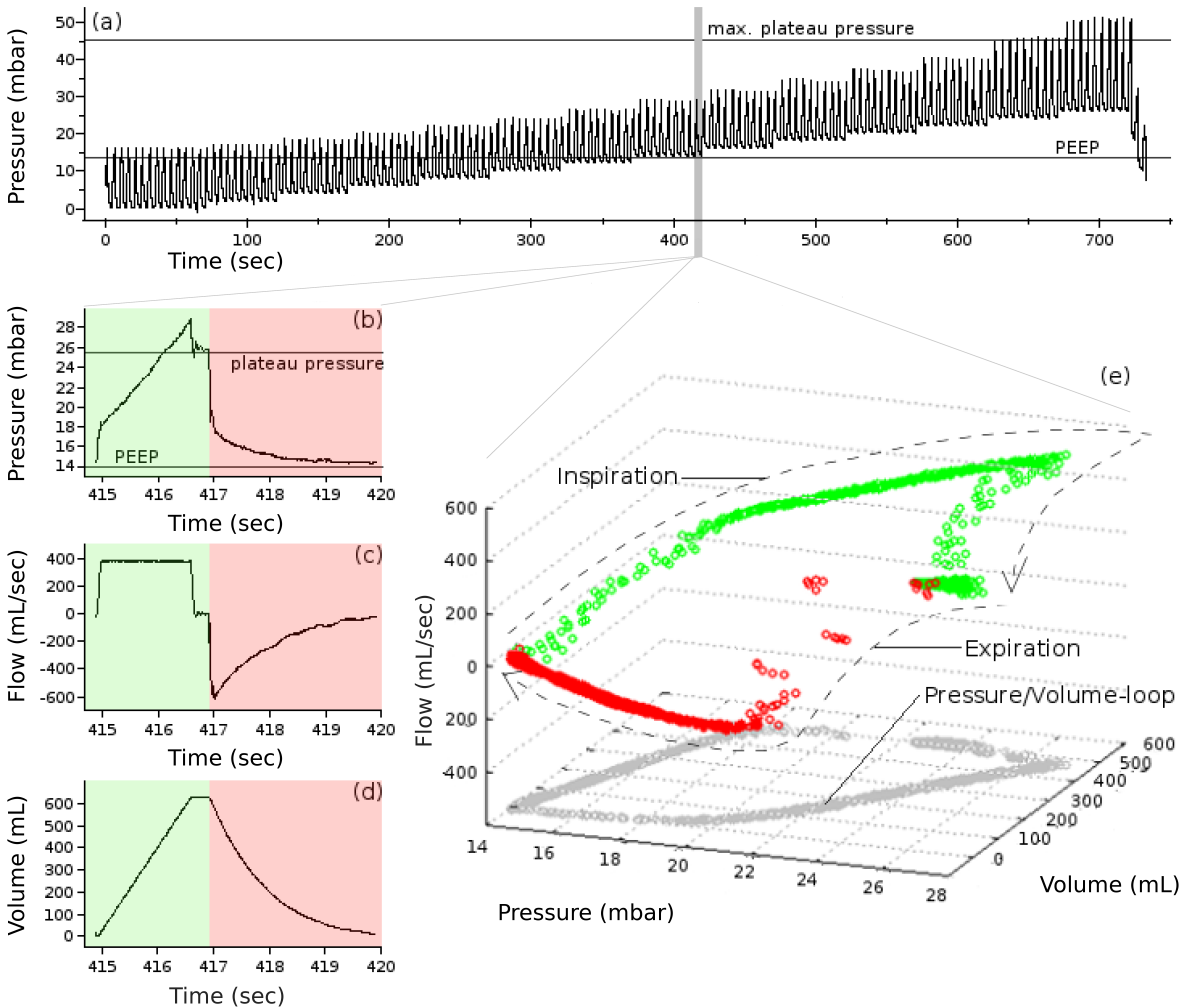 (a)
Pressure (mbar)
50
40
30
20
10
0
max. plateau pressure
PEEP
0 100 200 300 400 500 600 700
Time (sec)
(b)
Pressure (mbar)
28
26
24
22
20
18
16
14
plateau pressure
PEEP
415 416 417 418 419 420
Time (sec)
(c)
Flow (mL/sec)
400
200
0
-200
-400
-600
415 416 417 418 419 420
Time (sec)
(d)
Volume (mL)
600
500
400
300
200
100
0
415 416 417 418 419 420
Time (sec)
(e)
Inspiration
Expiration
Pressure/Volume-loop
Flow (mL/sec)
600
400
200
0
200
-400
14 16 18 20 22 24 26 28
Pressure (mbar)
0 100 200 300 400 500 600
Volume (mL)